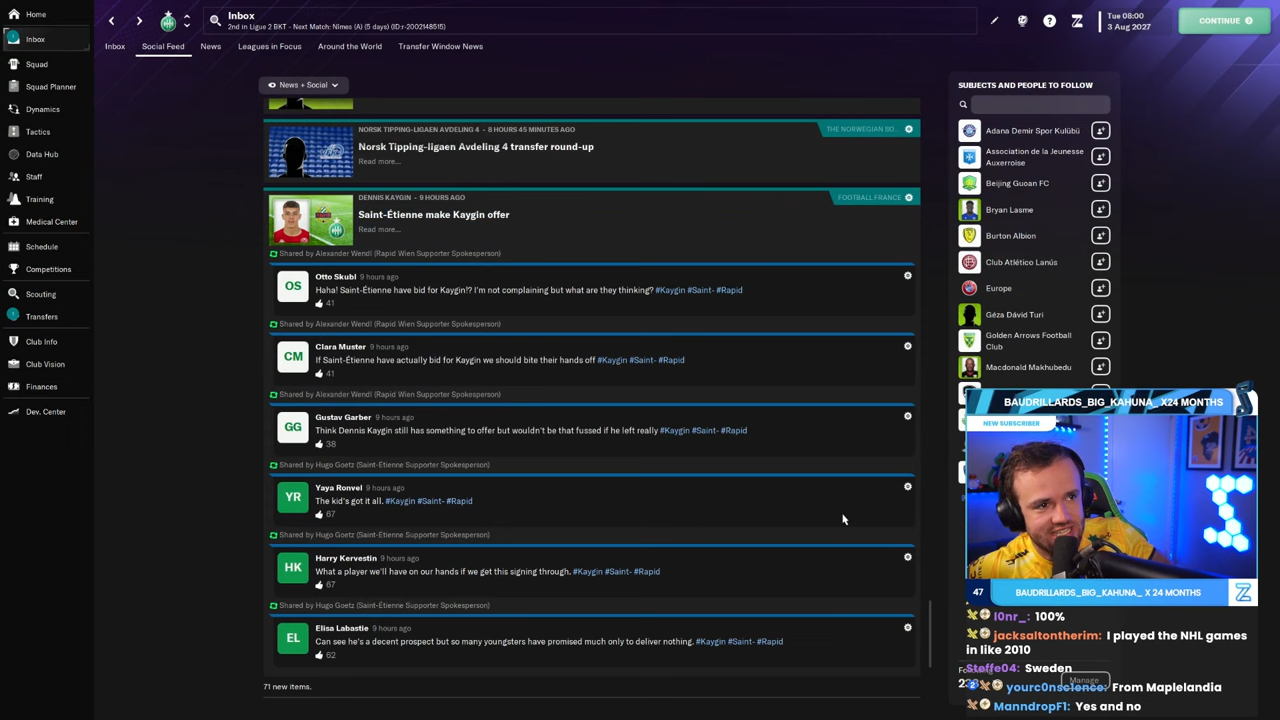 Home
Inbox
Squad
Squad Planner
Dynamics
Tactics
Data Hub
Staff
Training
Medical Center
Schedule
Competitions
Scouting
Transfers
Club Info
Club Vision
Finances
Dev. Center
Inbox
2nd in Ligue 2 BKT - Next Match: Nîmes (A) (5 days) (ID:r-2002148515)
Tue 08:00
3 Aug 2027
CONTINUE
Inbox
Social Feed
News
Leagues in Focus
Around the World
Transfer Window News
News + Social
NORSK TIPPING-LIGAEN AVDELING 4 - 8 HOURS 45 MINUTES AGO
THE NORWEGIAN SO...
Norsk Tipping-ligaen Avdeling 4 transfer round-up
Read more...
DENNIS KAYGIN - 9 HOURS AGO
FOOTBALL FRANCE
Saint-Étienne make Kaygin offer
Read more...
Shared by Alexander Wendl (Rapid Wien Supporter Spokesperson)
OS
Otto Skubl 9 hours ago
Haha! Saint-Étienne have bid for Kaygin!? I'm not complaining but what are they thinking? #Kaygin #Saint- #Rapid
41
Shared by Alexander Wendl (Rapid Wien Supporter Spokesperson)
CM
Clara Muster 9 hours ago
If Saint-Étienne have actually bid for Kaygin we should bite their hands off #Kaygin #Saint- #Rapid
41
Shared by Alexander Wendl (Rapid Wien Supporter Spokesperson)
GG
Gustav Garber 9 hours ago
Think Dennis Kaygin still has something to offer but wouldn't be that fussed if he left really #Kaygin #Saint- #Rapid
38
Shared by Hugo Goetz (Saint-Étienne Supporter Spokesperson)
YR
Yaya Ronvel 9 hours ago
The kid's got it all. #Kaygin #Saint- #Rapid
67
Shared by Hugo Goetz (Saint-Étienne Supporter Spokesperson)
HK
Harry Kervestin 9 hours ago
What a player we'll have on our hands if we get this signing through. #Kaygin #Saint- #Rapid
67
Shared by Hugo Goetz (Saint-Étienne Supporter Spokesperson)
EL
Elisa Labastie 9 hours ago
Can see he's a decent prospect but so many youngsters have promised much only to deliver nothing. #Kaygin #Saint- #Rapid
62
71 new items.
SUBJECTS AND PEOPLE TO FOLLOW
Adana Demir Spor Kulübü
Association de la Jeunesse
Auxerroise
Beijing Guoan FC
Bryan Lasme
Burton Albion
Club Atlético Lanús
Europe
Géza Dávid Turi
Golden Arrows Football
Club
Macdonald Makhubedu
BAUDRILLARDS_BIG_KAHUNA_ X24 MONTHS
NEW SUBSCRIBER
47
BAUDRILLARDS_BIG_KAHUNA_ X 24 MONTHS
l0nr_: 100%
jacksaltontherim: I played the NHL games
in like 2010
Steffe04: Sweden
Manage
yourc0nscience: From Maplelandia
ManndropF1: Yes and no